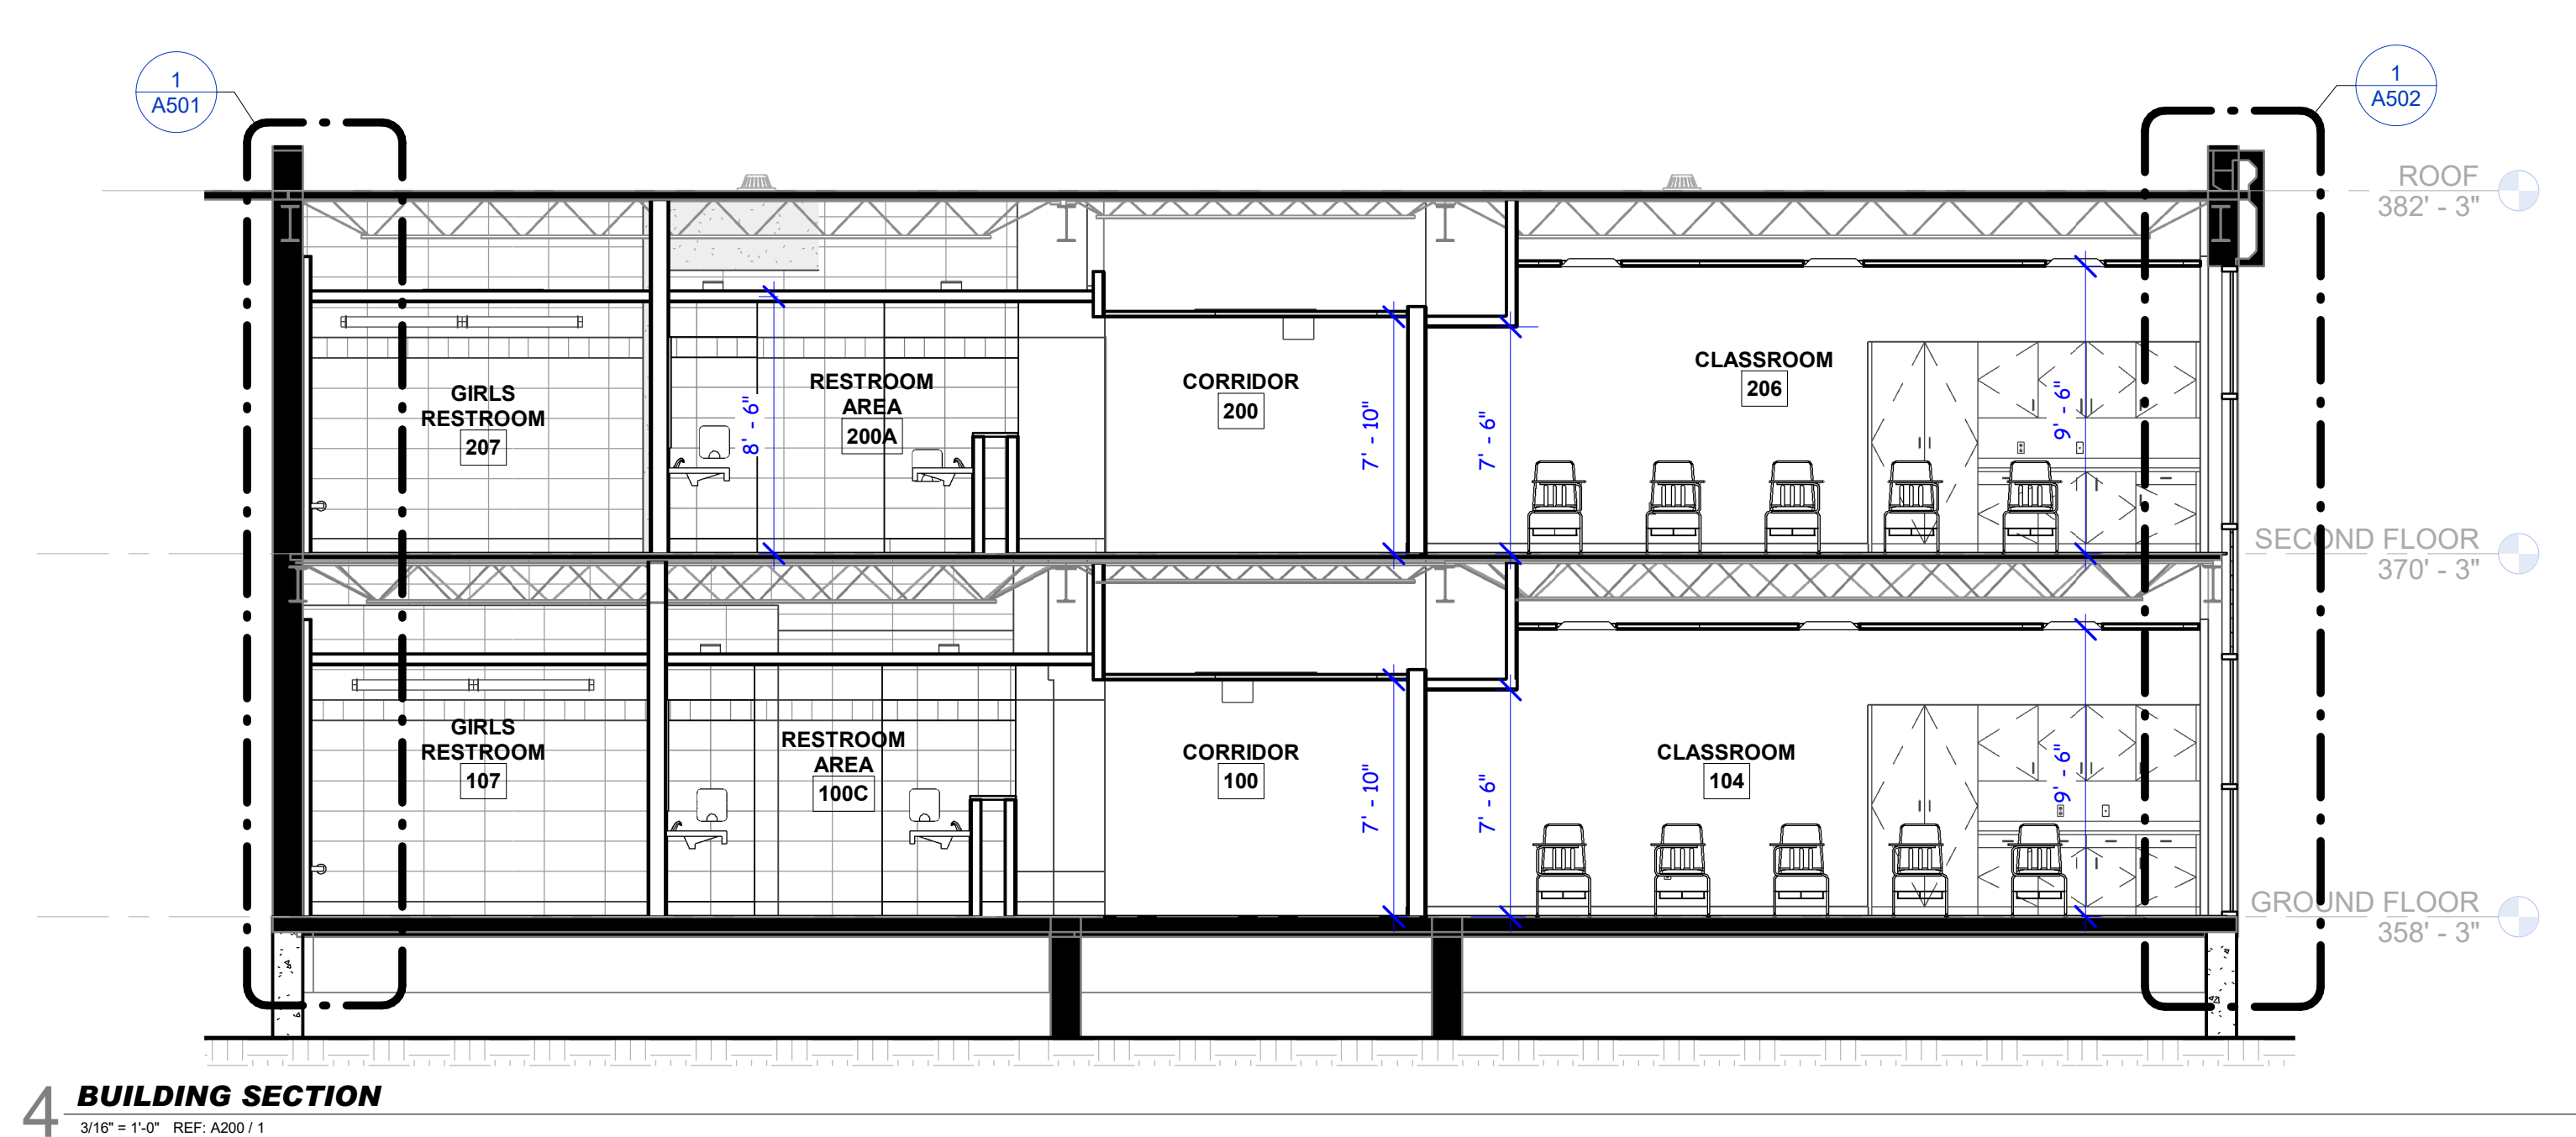 1
A501
1
A502
ROOF
382' - 3"
GIRLS
RESTROOM
207
8' - 6"
RESTROOM
AREA
200A
CORRIDOR
200
7' - 10"
7' - 6"
CLASSROOM
206
9' - 6"
SECOND FLOOR
370' - 3"
GIRLS
RESTROOM
107
RESTROOM
AREA
100C
CORRIDOR
100
7' - 10"
7' - 6"
CLASSROOM
104
9' - 6"
GROUND FLOOR
358' - 3"
4
BUILDING SECTION
3/16" = 1'-0" REF: A200 / 1